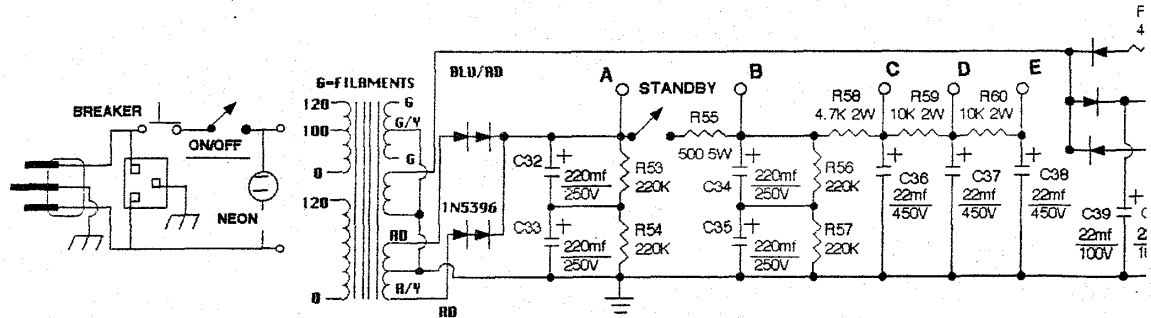 F
4
BLU/RD
G=FILAMENTS
A
STANDBY
B
C
D
E
120
G
BREAKER
G/Y
R58
R59
R60
100
R55
4.7K 2W
10K 2W
10K 2W
ON/OFF
G
500 5W
0
C32
+
220mf
250V
R53
220K
C34
+
220mf
250V
R56
220K
+
C36
22mf
450V
+
C37
22mf
450V
+
C38
22mf
450V
120
1N5396
NEON
RD
C33
+
220mf
250V
R54
220K
C35
+
220mf
250V
R57
220K
C39
+
22mf
100V
R/Y
0
RD